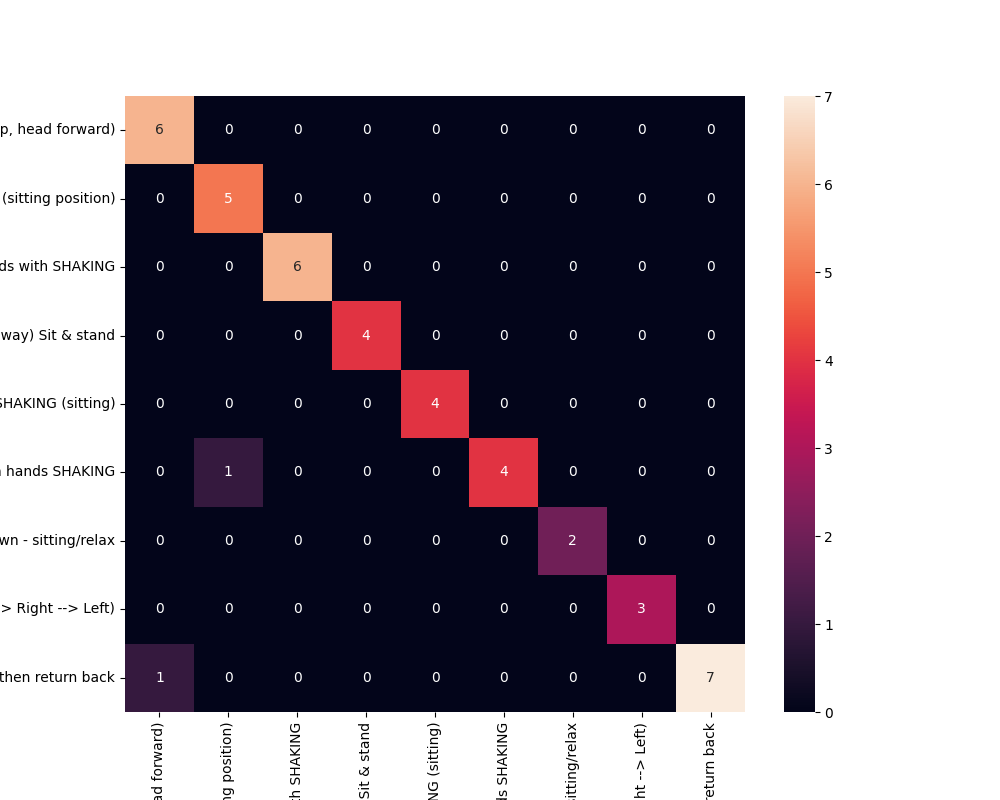 p, head forward) 6 0 0 0 0 0 0 0 0
(sitting position) 0 5 0 0 0 0 0 0 0
ds with SHAKING 0 0 6 0 0 0 0 0 0
way) Sit & stand 0 0 0 4 0 0 0 0 0
SHAKING (sitting) 0 0 0 0 4 0 0 0 0
hands SHAKING 0 1 0 0 0 4 0 0 0
wn - sitting/relax 0 0 0 0 0 0 2 0 0
> Right --> Left) 0 0 0 0 0 0 0 3 0
then return back 1 0 0 0 0 0 0 0 7
ad forward)
ng position)
th SHAKING
Sit & stand
NG (sitting)
ds SHAKING
sitting/relax
ht --> Left)
return back
7
6
5
4
3
2
1
0